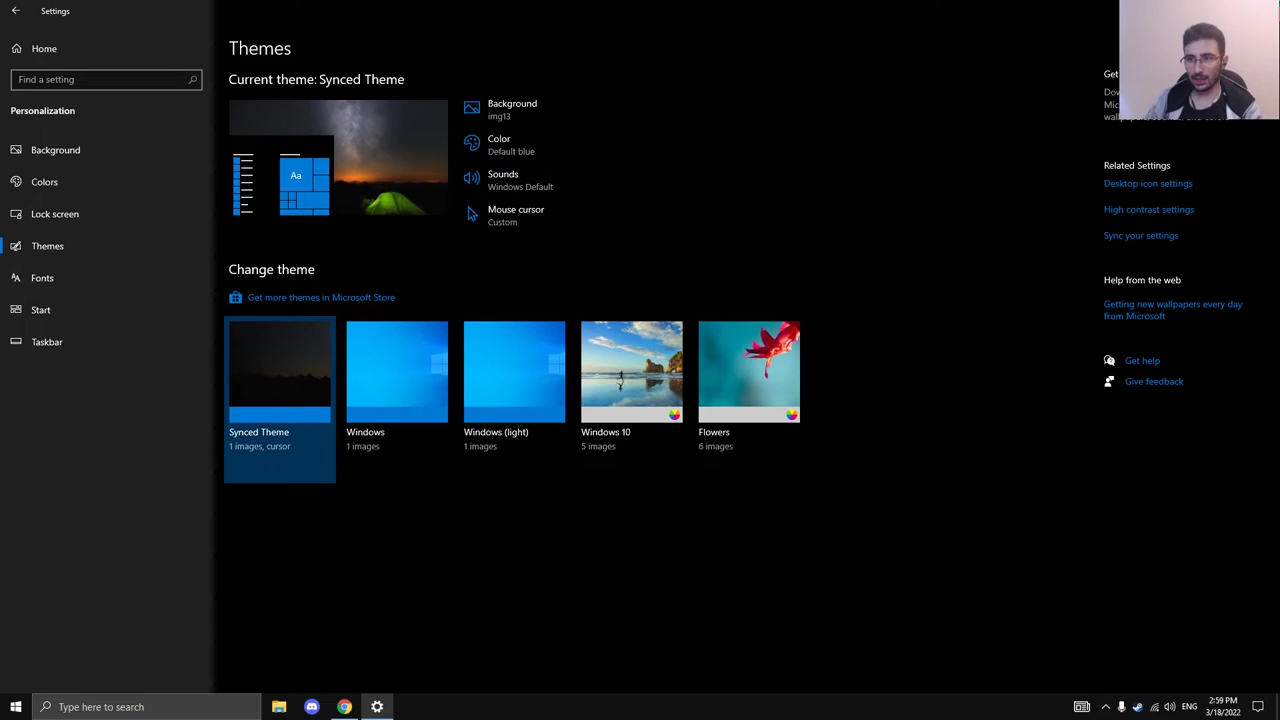 Settings
Home
Find a setting
Personalization
Background
Colors
Lock screen
Themes
Fonts
Start
Taskbar
Themes
Current theme: Synced Theme
Aa
Background
img13
Color
Default blue
Sounds
Windows Default
Mouse cursor
Custom
Change theme
Get more themes in Microsoft Store
Synced Theme
1 images, cursor
Windows
1 images
Windows (light)
1 images
Windows 10
5 images
Flowers
6 images
Get
Related Settings
Desktop icon settings
High contrast settings
Sync your settings
Help from the web
Getting new wallpapers every day
from Microsoft
Get help
Give feedback
Type here to search
ENG
2:59 PM
3/18/2022